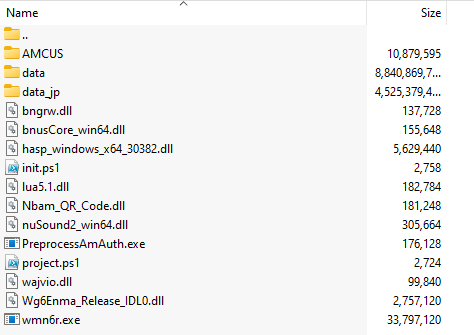 Name Size
..
AMCUS 10,879,595
data 8,840,869,7...
data_jp 4,525,379,4...
bngrw.dll 137,728
bnusCore_win64.dll 155,648
hasp_windows_x64_30382.dll 5,629,440
init.ps1 2,758
lua5.1.dll 182,784
Nbam_QR_Code.dll 181,248
nuSound2_win64.dll 305,664
PreprocessAmAuth.exe 176,128
project.ps1 2,724
wajvio.dll 99,840
Wg6Enma_Release_IDL0.dll 2,757,120
wmn6r.exe 33,797,120